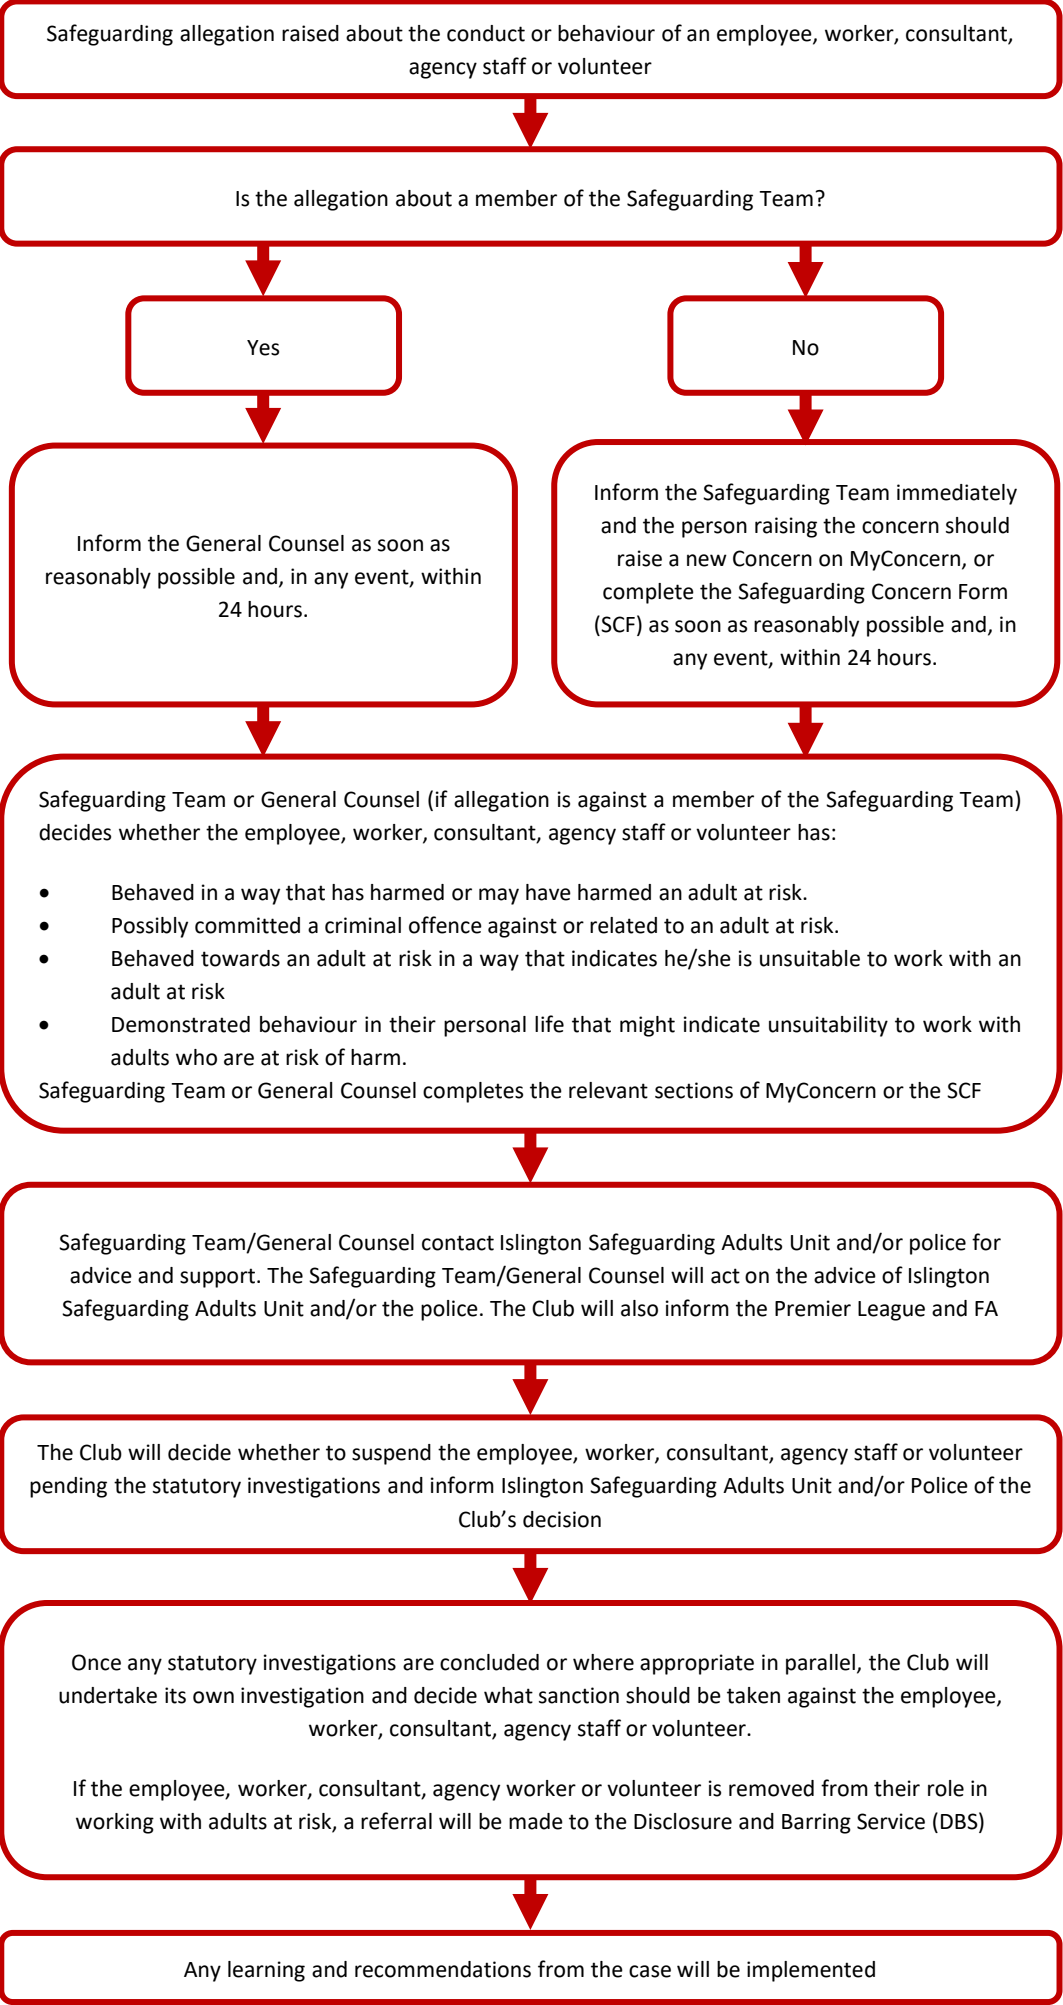 Safeguarding allegation raised about the conduct or behaviour of an employee, worker, consultant,
agency staff or volunteer
Is the allegation about a member of the Safeguarding Team?
Yes
No
Inform the General Counsel as soon as
reasonably possible and, in any event, within
24 hours.
Inform the Safeguarding Team immediately
and the person raising the concern should
raise a new Concern on MyConcern, or
complete the Safeguarding Concern Form
(SCF) as soon as reasonably possible and, in
any event, within 24 hours.
Safeguarding Team or General Counsel (if allegation is against a member of the Safeguarding Team)
decides whether the employee, worker, consultant, agency staff or volunteer has:
• Behaved in a way that has harmed or may have harmed an adult at risk.
• Possibly committed a criminal offence against or related to an adult at risk.
• Behaved towards an adult at risk in a way that indicates he/she is unsuitable to work with an
adult at risk
• Demonstrated behaviour in their personal life that might indicate unsuitability to work with
adults who are at risk of harm.
Safeguarding Team or General Counsel completes the relevant sections of MyConcern or the SCF
Safeguarding Team/General Counsel contact Islington Safeguarding Adults Unit and/or police for
advice and support. The Safeguarding Team/General Counsel will act on the advice of Islington
Safeguarding Adults Unit and/or the police. The Club will also inform the Premier League and FA
The Club will decide whether to suspend the employee, worker, consultant, agency staff or volunteer
pending the statutory investigations and inform Islington Safeguarding Adults Unit and/or Police of the
Club’s decision
Once any statutory investigations are concluded or where appropriate in parallel, the Club will
undertake its own investigation and decide what sanction should be taken against the employee,
worker, consultant, agency staff or volunteer.
If the employee, worker, consultant, agency worker or volunteer is removed from their role in
working with adults at risk, a referral will be made to the Disclosure and Barring Service (DBS)
Any learning and recommendations from the case will be implemented